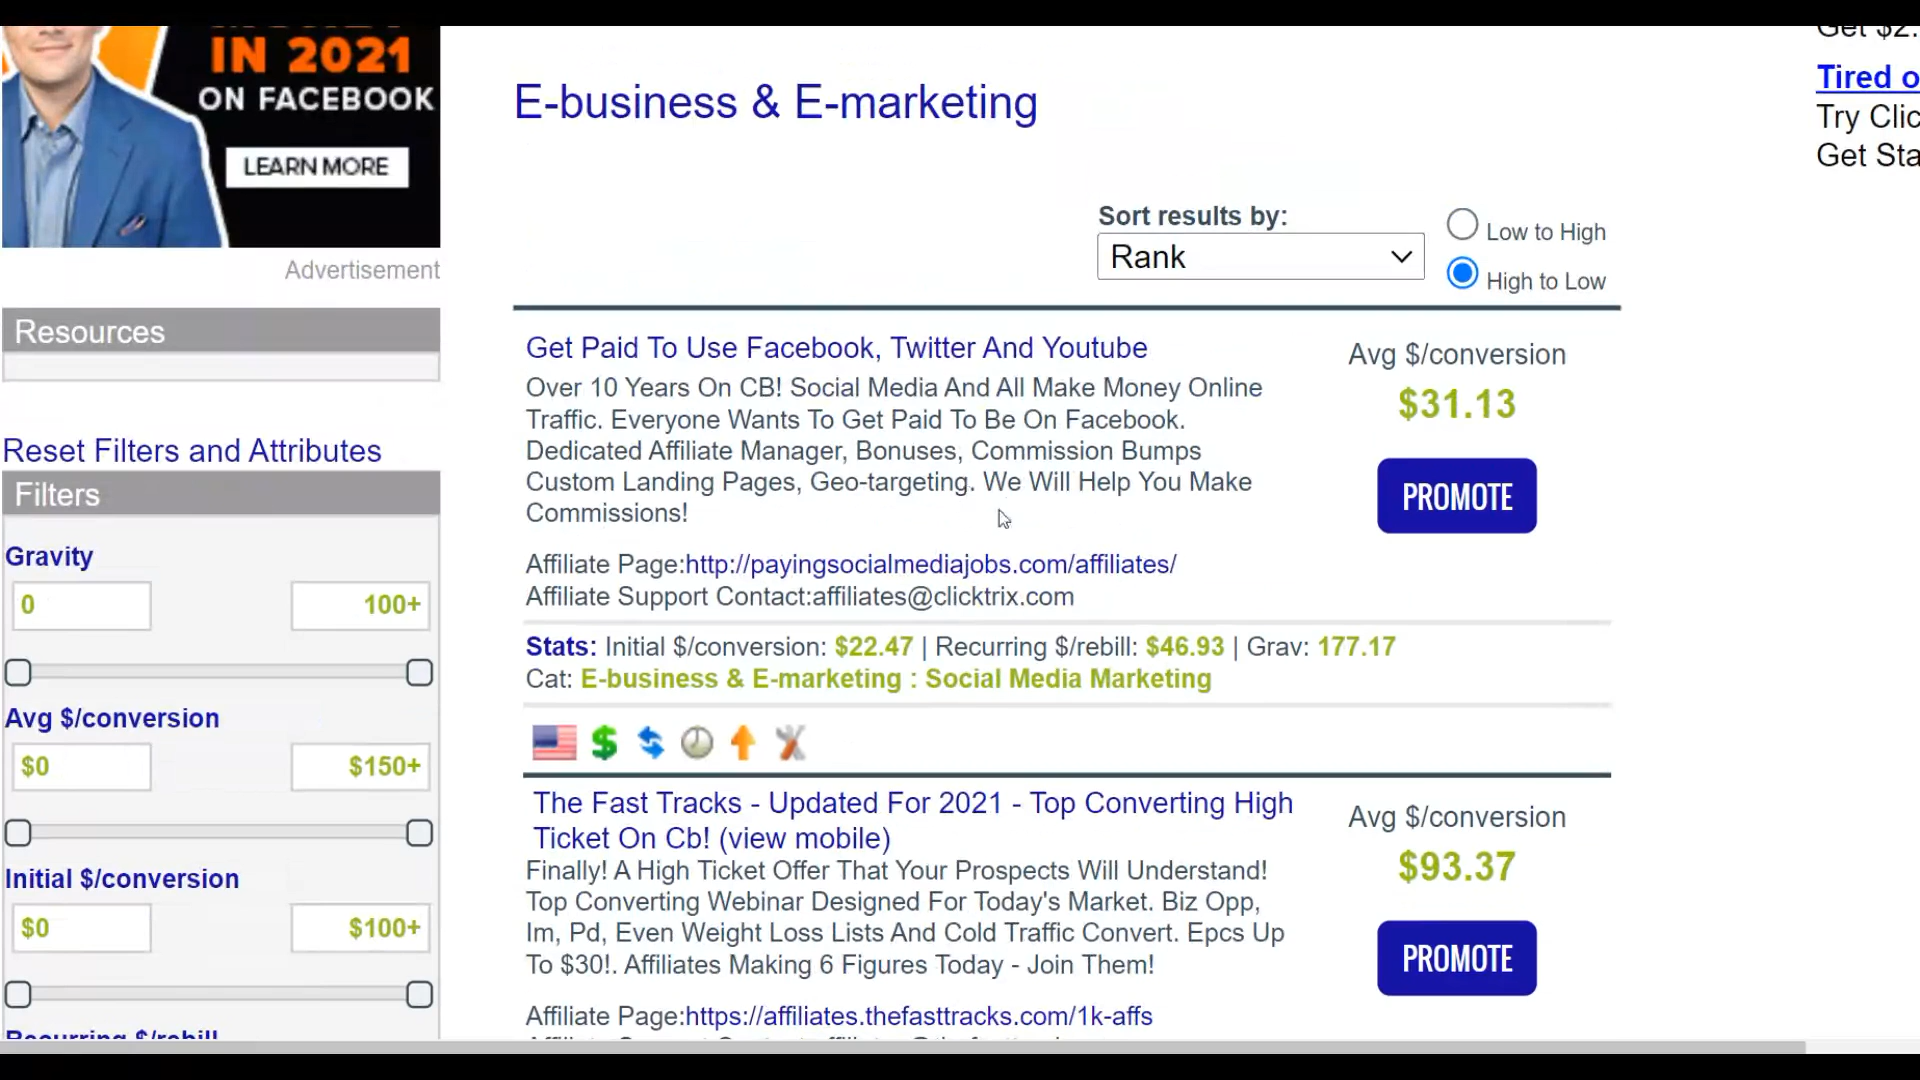 IN 2021
ON FACEBOOK
LEARN MORE
Advertisement
Resources
Reset Filters and Attributes
Filters
Gravity
0
100+
Avg $/conversion
$0
$150+
Initial $/conversion
$0
$100+
Recurring $/rebill
E-business & E-marketing
Sort results by:
Rank
Low to High
High to Low
Get Paid To Use Facebook, Twitter And Youtube
Over 10 Years On CB! Social Media And All Make Money Online
Traffic. Everyone Wants To Get Paid To Be On Facebook.
Dedicated Affiliate Manager, Bonuses, Commission Bumps
Custom Landing Pages, Geo-targeting. We Will Help You Make
Commissions!
Affiliate Page:http://payingsocialmediajobs.com/affiliates/
Affiliate Support Contact:affiliates@clicktrix.com
Stats: Initial $/conversion: $22.47 | Recurring $/rebill: $46.93 | Grav: 177.17
Cat: E-business & E-marketing : Social Media Marketing
Avg $/conversion
$31.13
PROMOTE
The Fast Tracks - Updated For 2021 - Top Converting High
Ticket On Cb! (view mobile)
Finally! A High Ticket Offer That Your Prospects Will Understand!
Top Converting Webinar Designed For Today's Market. Biz Opp,
Im, Pd, Even Weight Loss Lists And Cold Traffic Convert. Epcs Up
To $30!. Affiliates Making 6 Figures Today - Join Them!
Affiliate Page:https://affiliates.thefasttracks.com/1k-affs
Avg $/conversion
$93.37
PROMOTE
Get $2.
Tired o
Try Clic
Get Sta